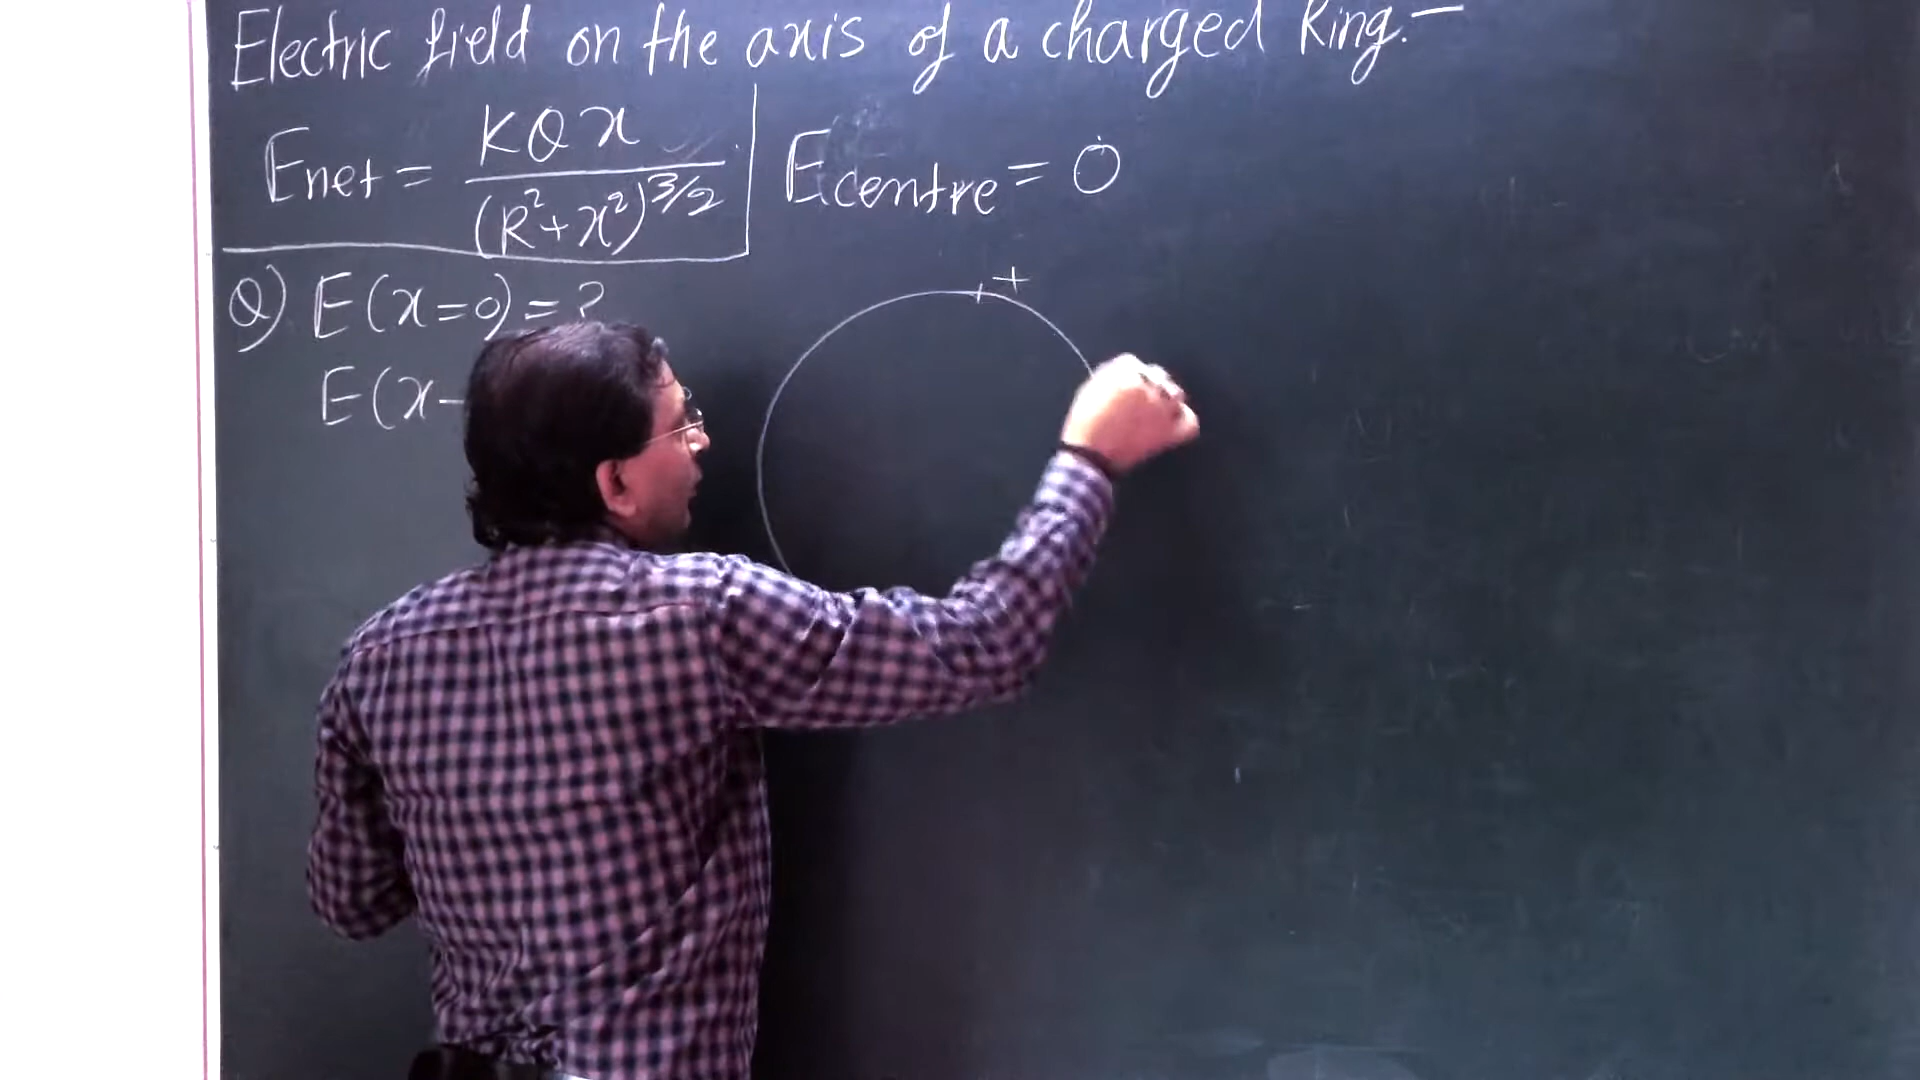 Electric field on the axis of a charged Ring.—
Enet = KQx / (R²+x²)^3/2
Ecentre = 0
Q) E(x=0) = ?
E(x
+